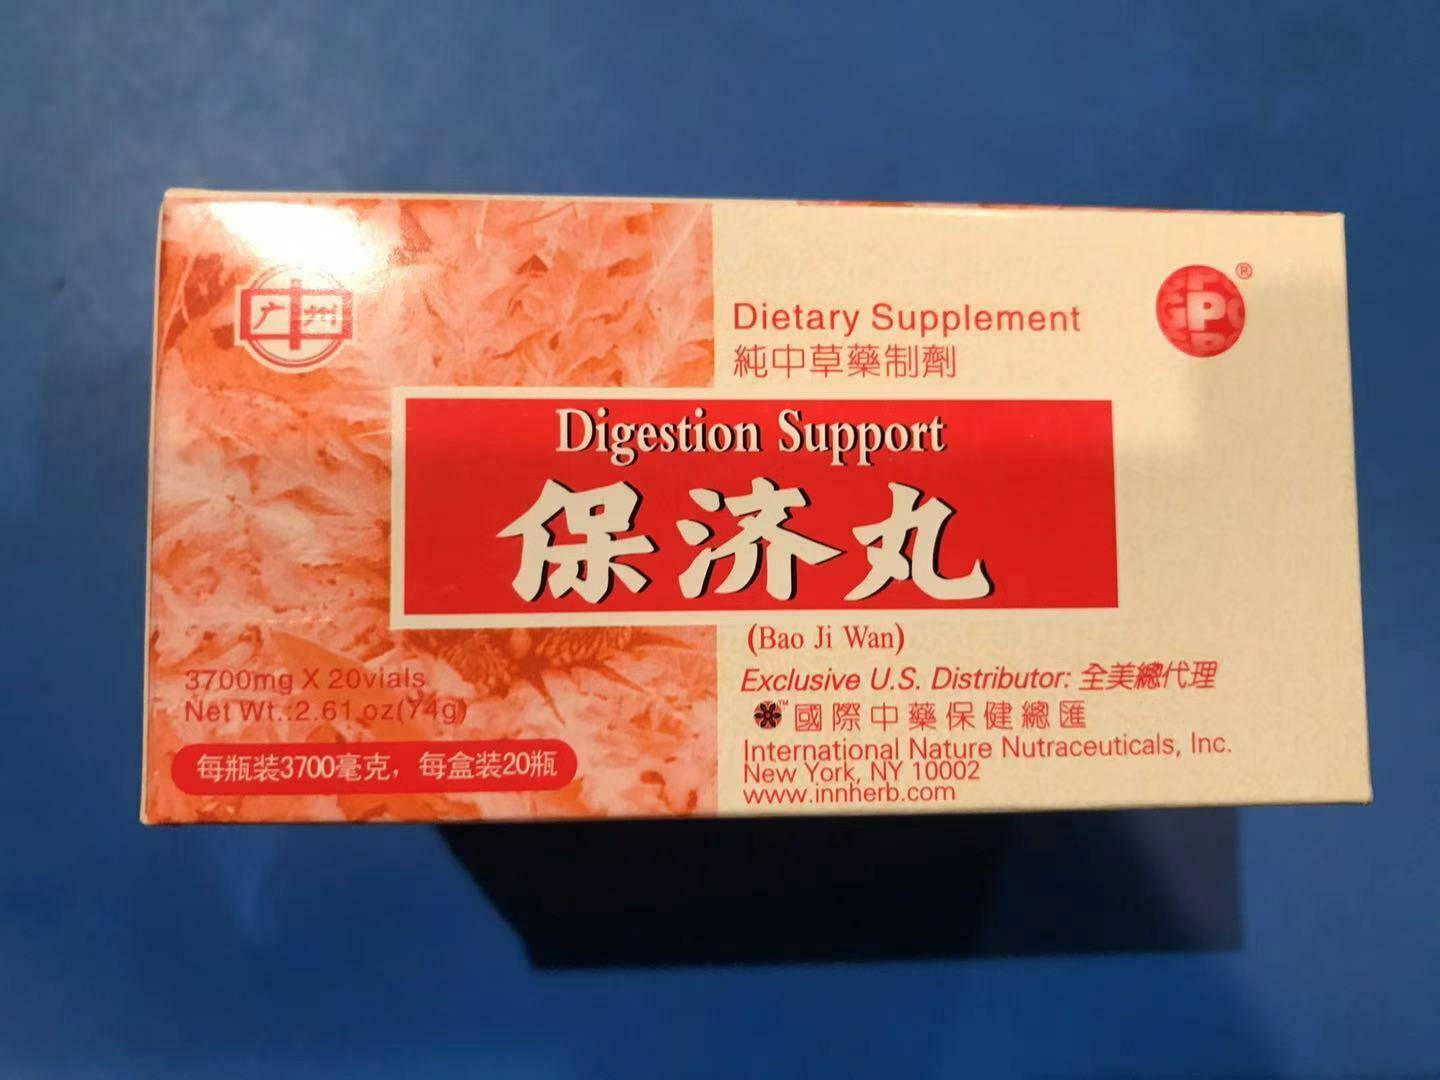 广州
中
GP
®
Dietary Supplement
純中草藥制劑
Digestion Support
保济丸
(Bao Ji Wan)
3700mg X 20vials
Net Wt.:2.61 oz(74g)
每瓶装3700毫克，每盒装20瓶
Exclusive U.S. Distributor: 全美總代理
™ 國際中藥保健總匯
International Nature Nutraceuticals, Inc.
New York, NY 10002
www.innherb.com